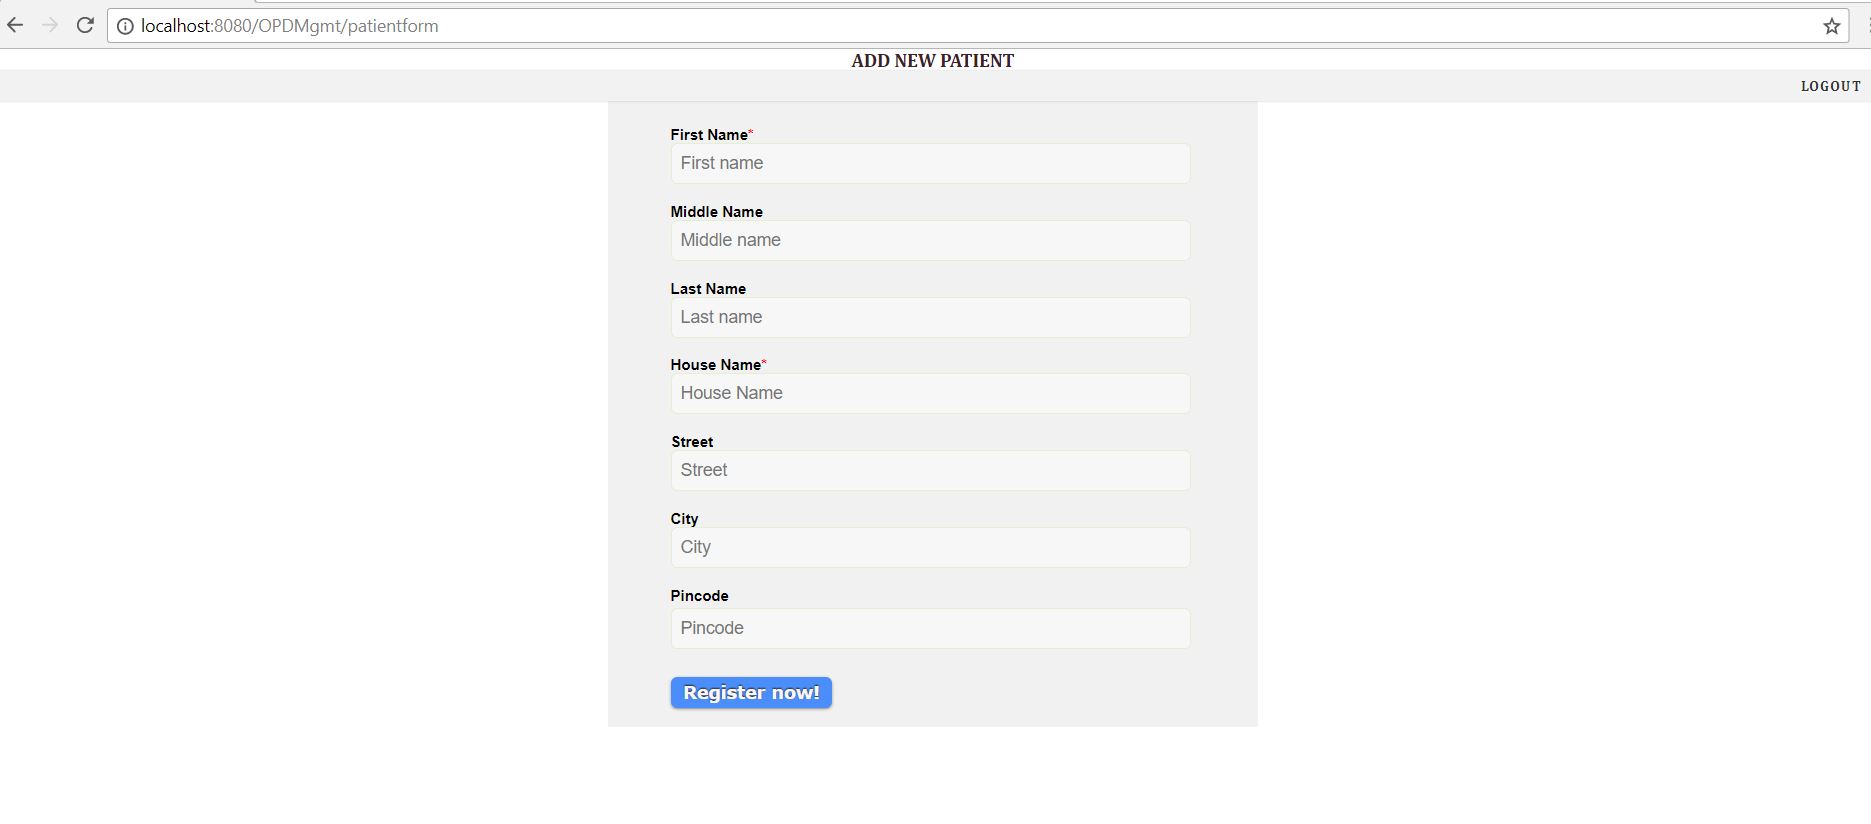 localhost:8080/OPDMgmt/patientform
ADD NEW PATIENT
LOGOUT
First Name*
First name
Middle Name
Middle name
Last Name
Last name
House Name*
House Name
Street
Street
City
City
Pincode
Pincode
Register now!